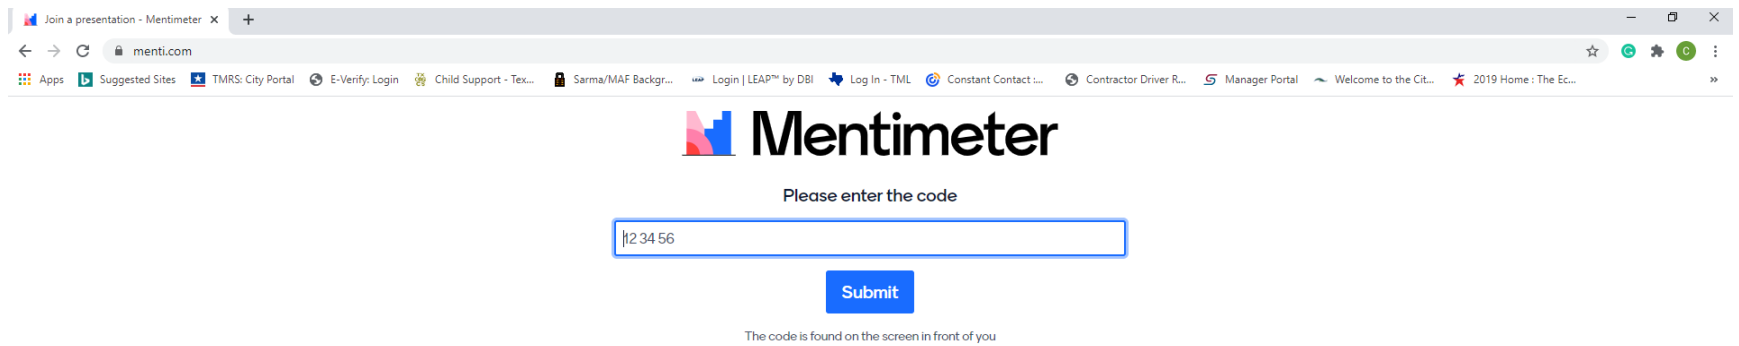 Join a presentation - Mentimeter
menti.com
Apps Suggested Sites TMRS: City Portal E-Verify: Login Child Support - Tex... Sarma/MAF Backgr... Login | LEAP™ by DBI Log In - TML Constant Contact :... Contractor Driver R... Manager Portal Welcome to the Cit... 2019 Home : The Ec... »
Mentimeter
Please enter the code
12 34 56
Submit
The code is found on the screen in front of you